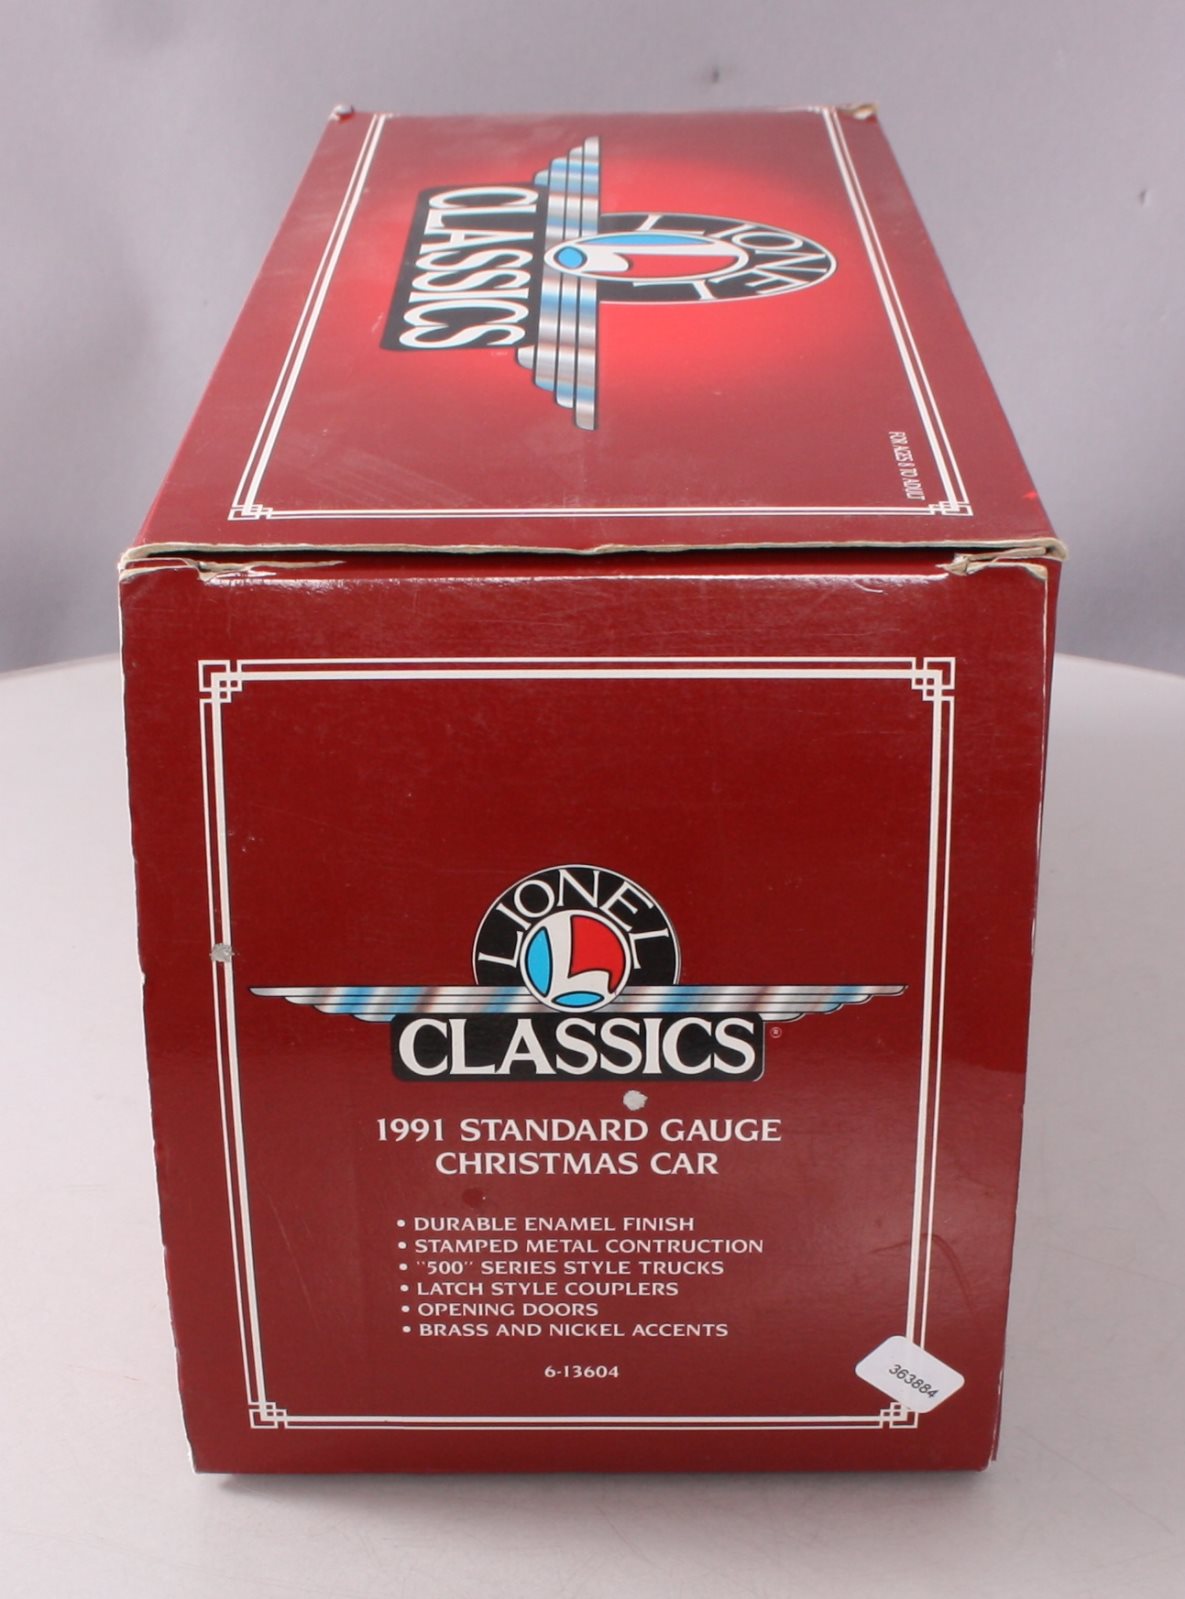 LIONEL
CLASSICS
FOR AGES 8 TO ADULT
LIONEL
L
CLASSICS ®
1991 STANDARD GAUGE
CHRISTMAS CAR
• DURABLE ENAMEL FINISH
• STAMPED METAL CONTRUCTION
• "500" SERIES STYLE TRUCKS
• LATCH STYLE COUPLERS
• OPENING DOORS
• BRASS AND NICKEL ACCENTS
6-13604
363884